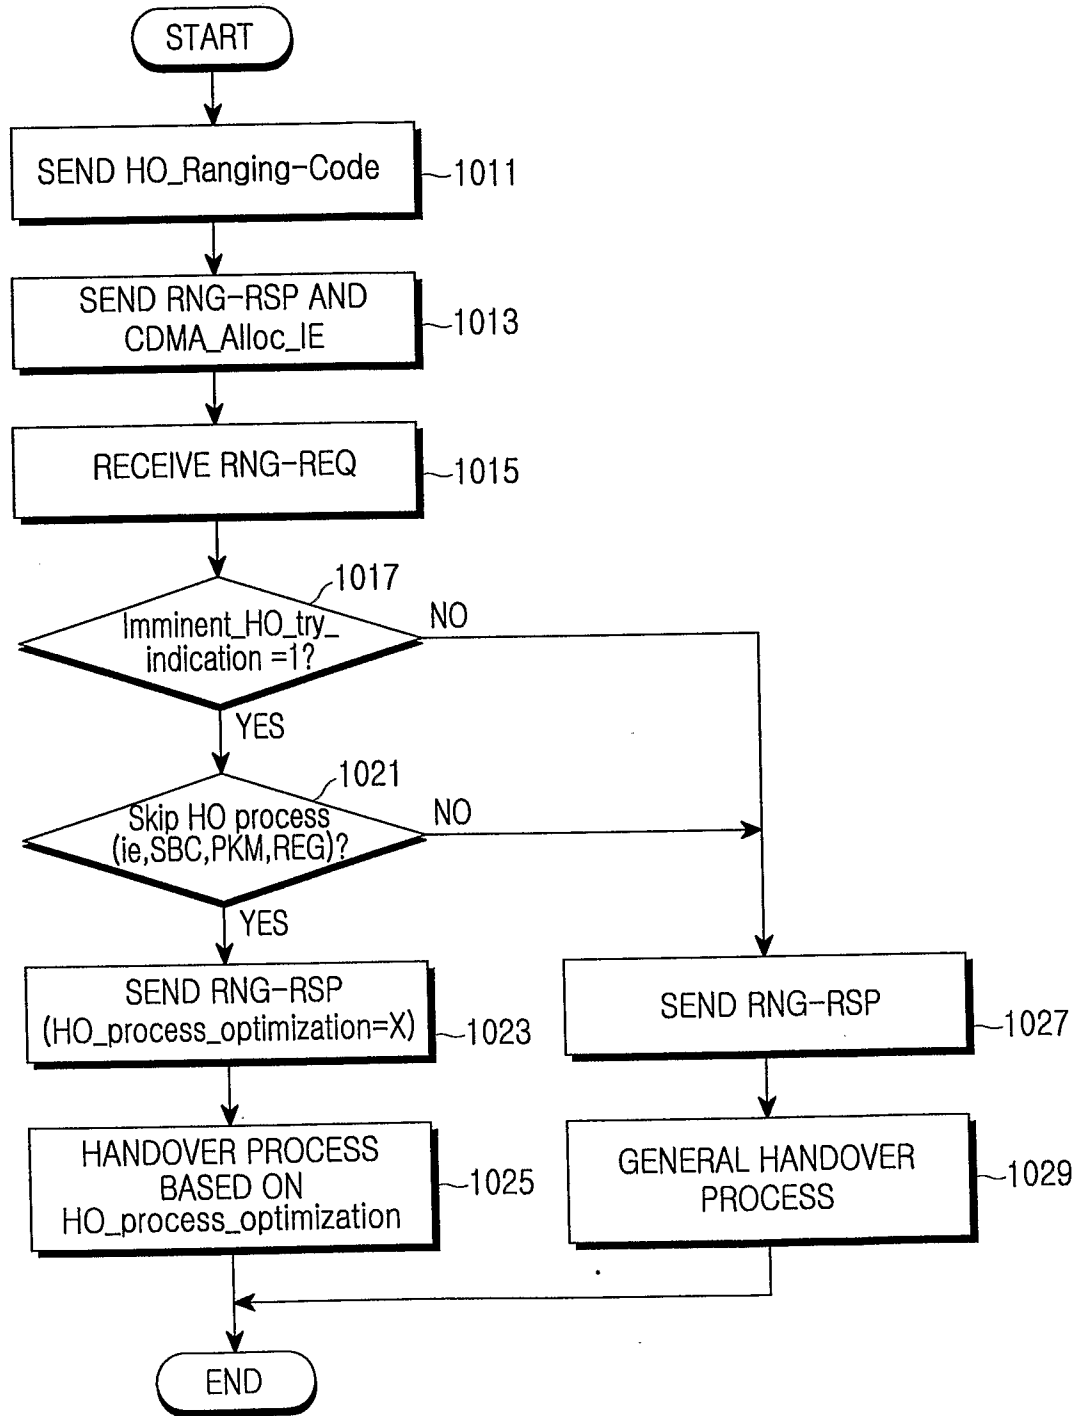 START
SEND HO_Ranging-Code
1011
SEND RNG-RSP AND
CDMA_Alloc_IE
1013
RECEIVE RNG-REQ
1015
1017
Imminent_HO_try_
indication =1?
NO
YES
1021
Skip HO process
(ie,SBC,PKM,REG)?
NO
YES
SEND RNG-RSP
(HO_process_optimization=X)
1023
SEND RNG-RSP
1027
HANDOVER PROCESS
BASED ON
HO_process_optimization
1025
GENERAL HANDOVER
PROCESS
1029
END